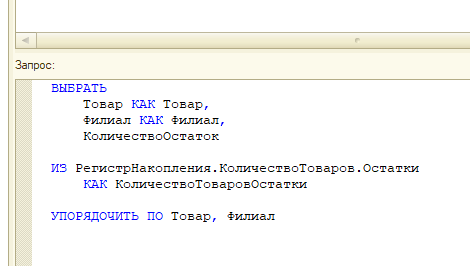 Запрос:
ВЫБРАТЬ
Товар КАК Товар,
Филиал КАК Филиал,
КоличествоОстаток
ИЗ РегистрНакопления.КоличествоТоваров.Остатки
КАК КоличествоТоваровОстатки
УПОРЯДОЧИТЬ ПО Товар, Филиал